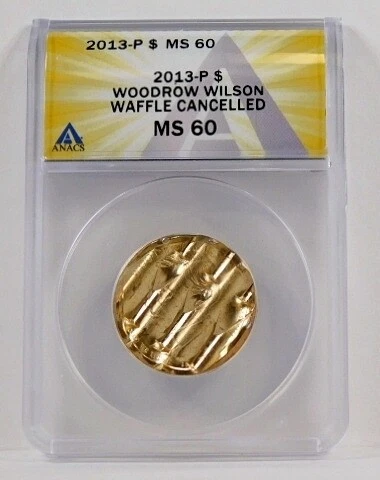 2013-P $ MS 60
2013-P $
WOODROW WILSON
WAFFLE CANCELLED
MS 60
ANACS